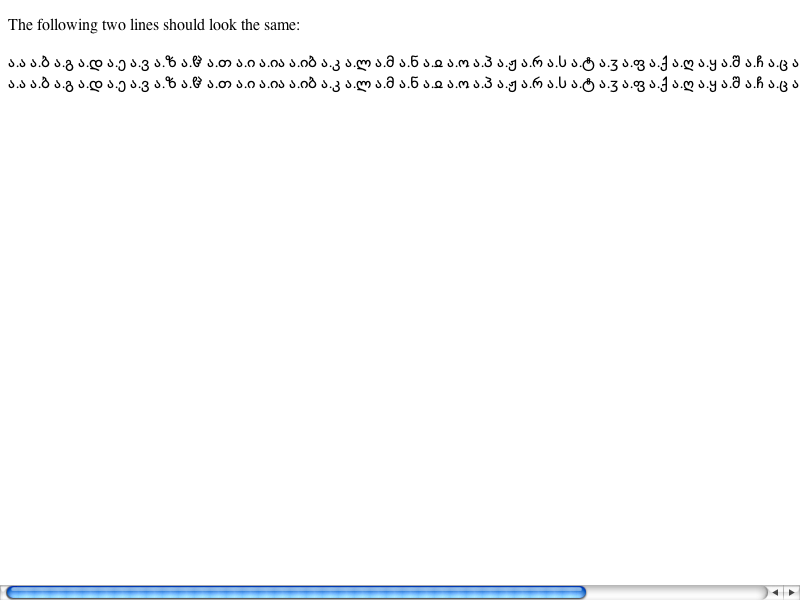 The following two lines should look the same:
ა.ა ა.ბ ა.გ ა.დ ა.ე ა.ვ ა.ზ ა.ჱ ა.თ ა.ი ა.ია ა.იბ ა.კ ა.ლ ა.მ ა.ნ ა.ჲ ა.ო ა.პ ა.ჟ ა.რ ა.ს ა.ტ ა.ვ ა.ფ ა.ქ ა.ღ ა.ყ ა.შ ა.ჩ ა.ც ა
ა.ა ა.ბ ა.გ ა.დ ა.ე ა.ვ ა.ზ ა.ჱ ა.თ ა.ი ა.ია ა.იბ ა.კ ა.ლ ა.მ ა.ნ ა.ჲ ა.ო ა.პ ა.ჟ ა.რ ა.ს ა.ტ ა.ვ ა.ფ ა.ქ ა.ღ ა.ყ ა.შ ა.ჩ ა.ც ა